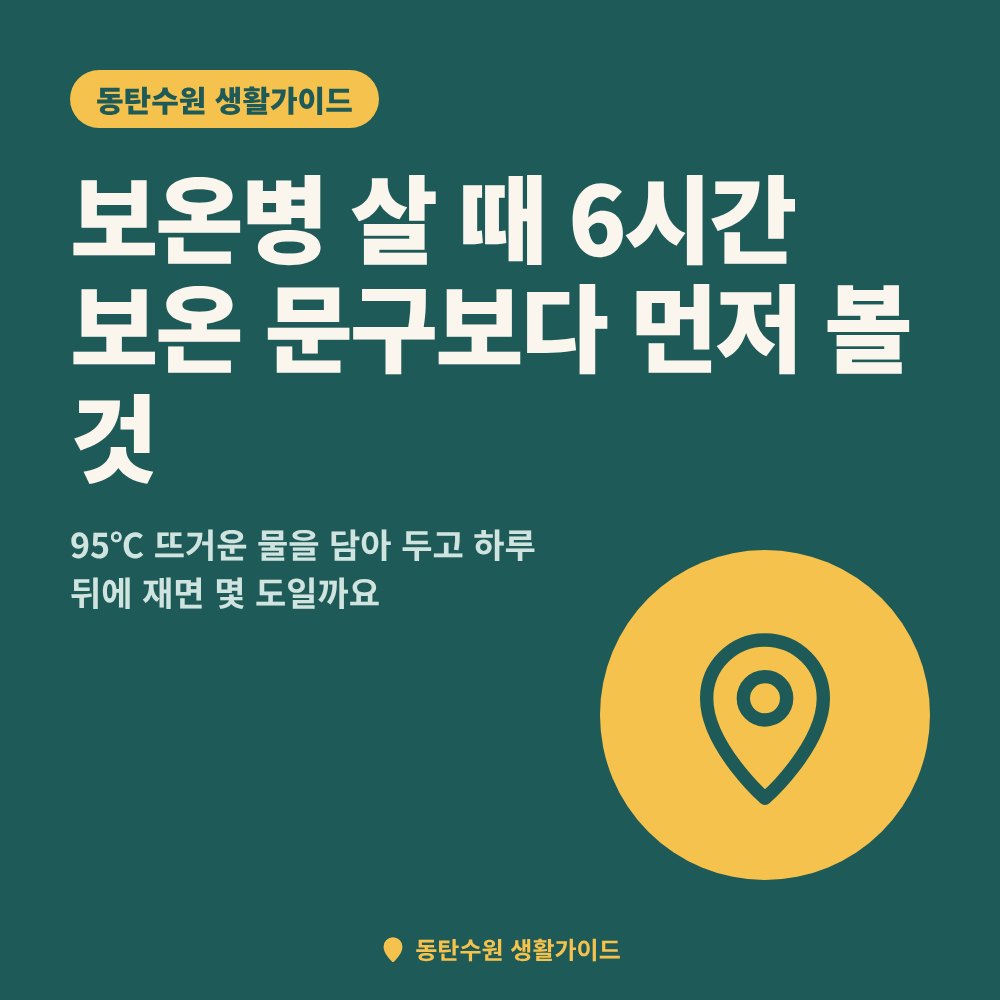 동탄수원 생활가이드
보온병 살 때 6시간
보온 문구보다 먼저 볼
것
95℃ 뜨거운 물을 담아 두고 하루
뒤에 재면 몇 도일까요
동탄수원 생활가이드